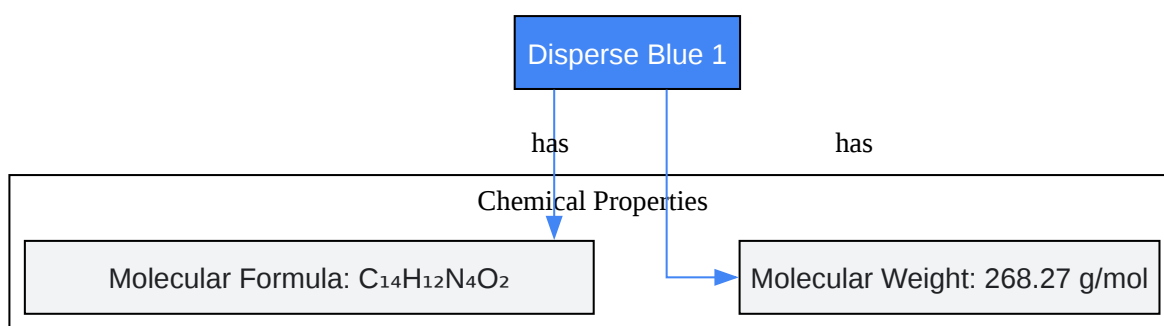 Disperse Blue 1
has
has
Chemical Properties
Molecular Formula: C₁₄H₁₂N₄O₂
Molecular Weight: 268.27 g/mol